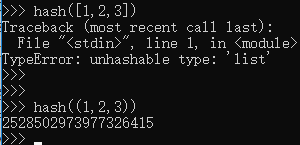 >>> hash([1,2,3])
Traceback (most recent call last):
  File "<stdin>", line 1, in <module>
TypeError: unhashable type: 'list'
>>>
>>>
>>> hash((1,2,3))
2528502973977326415
>>>